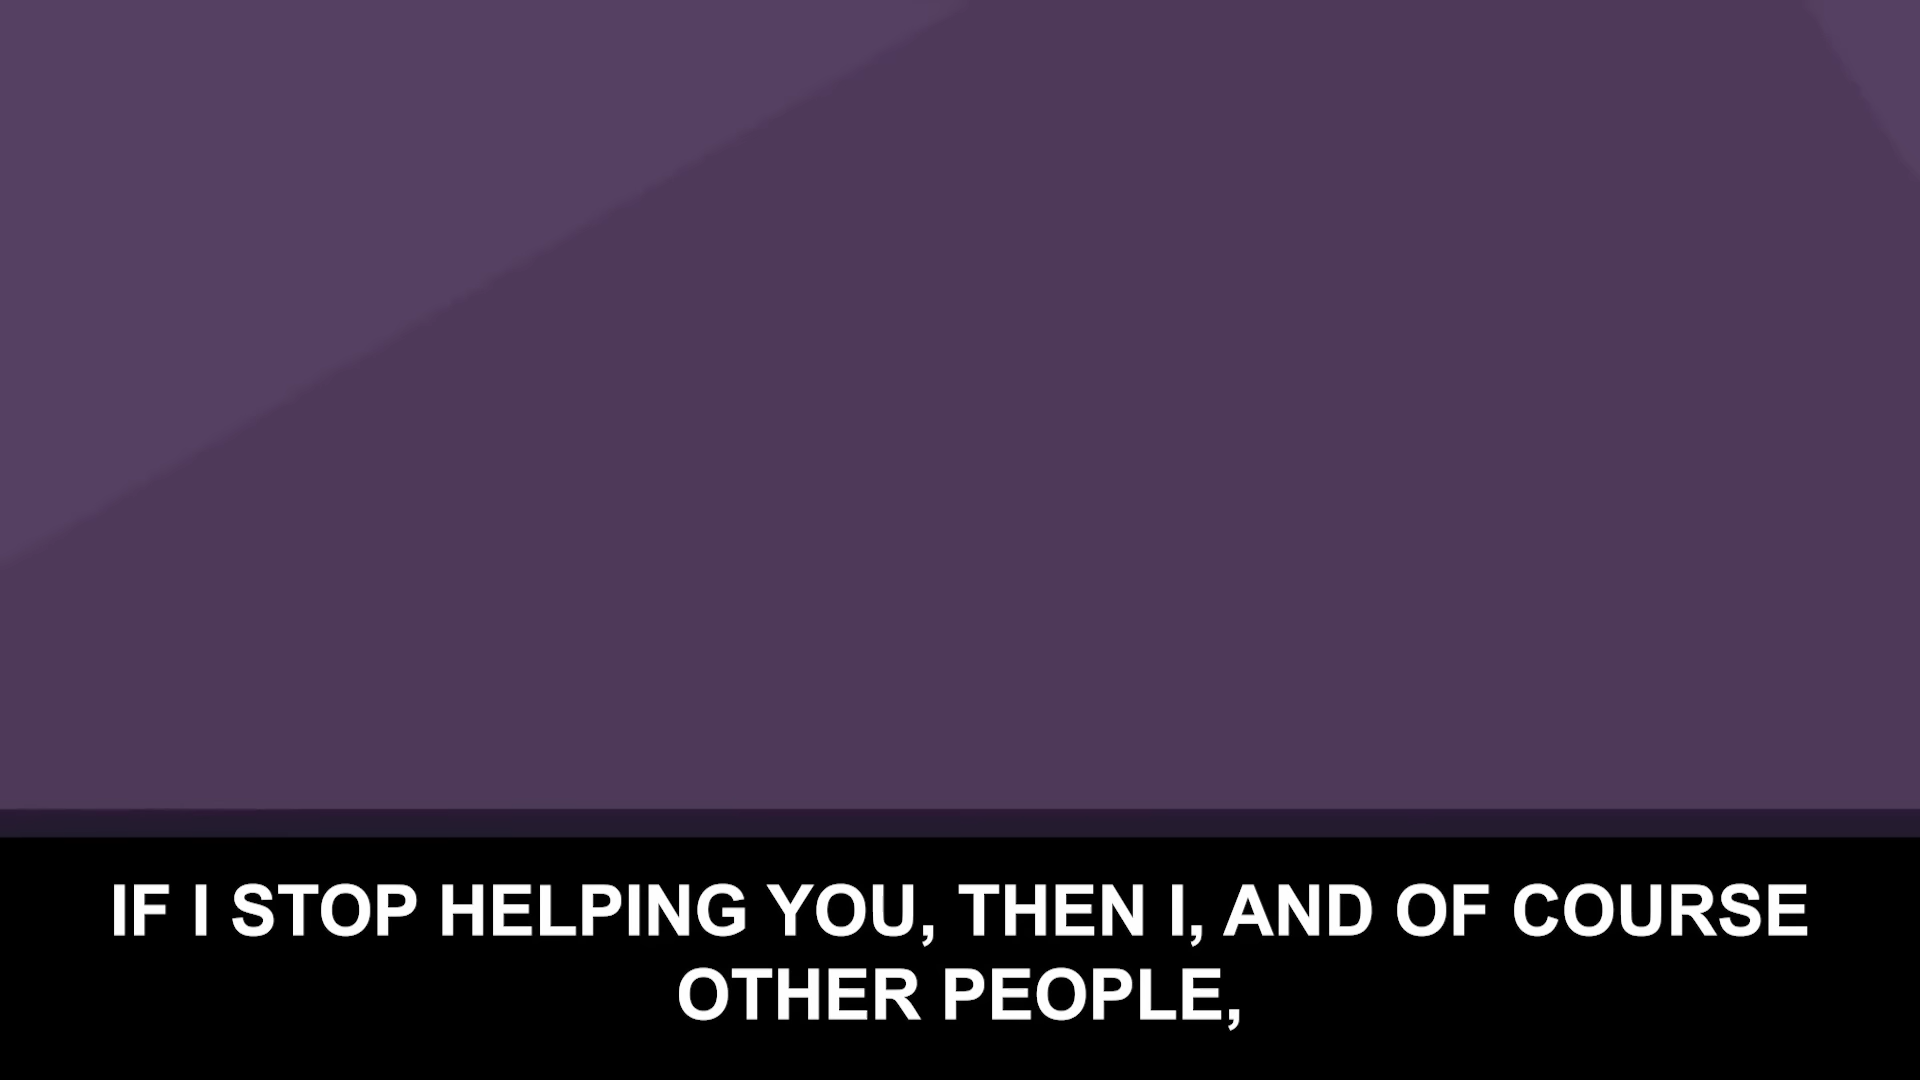 IF I STOP HELPING YOU, THEN I, AND OF COURSE
OTHER PEOPLE,